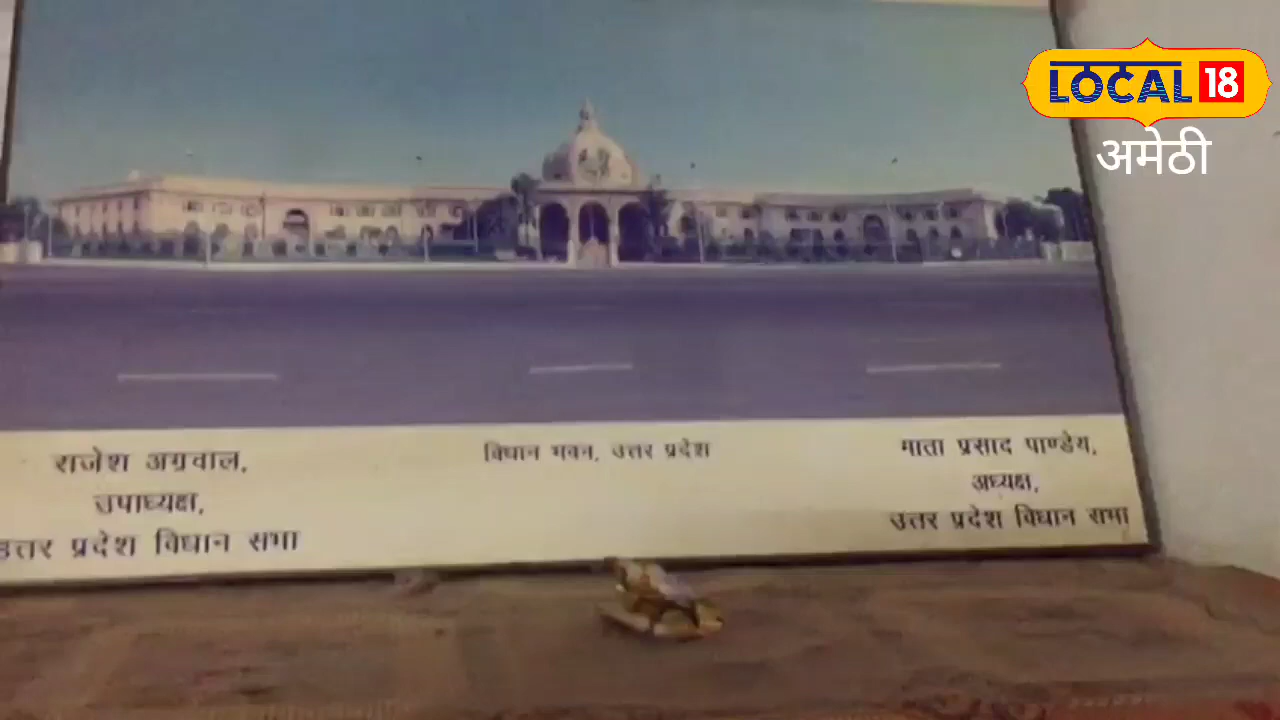 LOCAL 18
अमेठी
राजेश अग्रवाल,
उपाध्यक्ष,
उत्तर प्रदेश विधान सभा
विधान भवन, उत्तर प्रदेश
माता प्रसाद पाण्डेय,
अध्यक्ष,
उत्तर प्रदेश विधान सभा